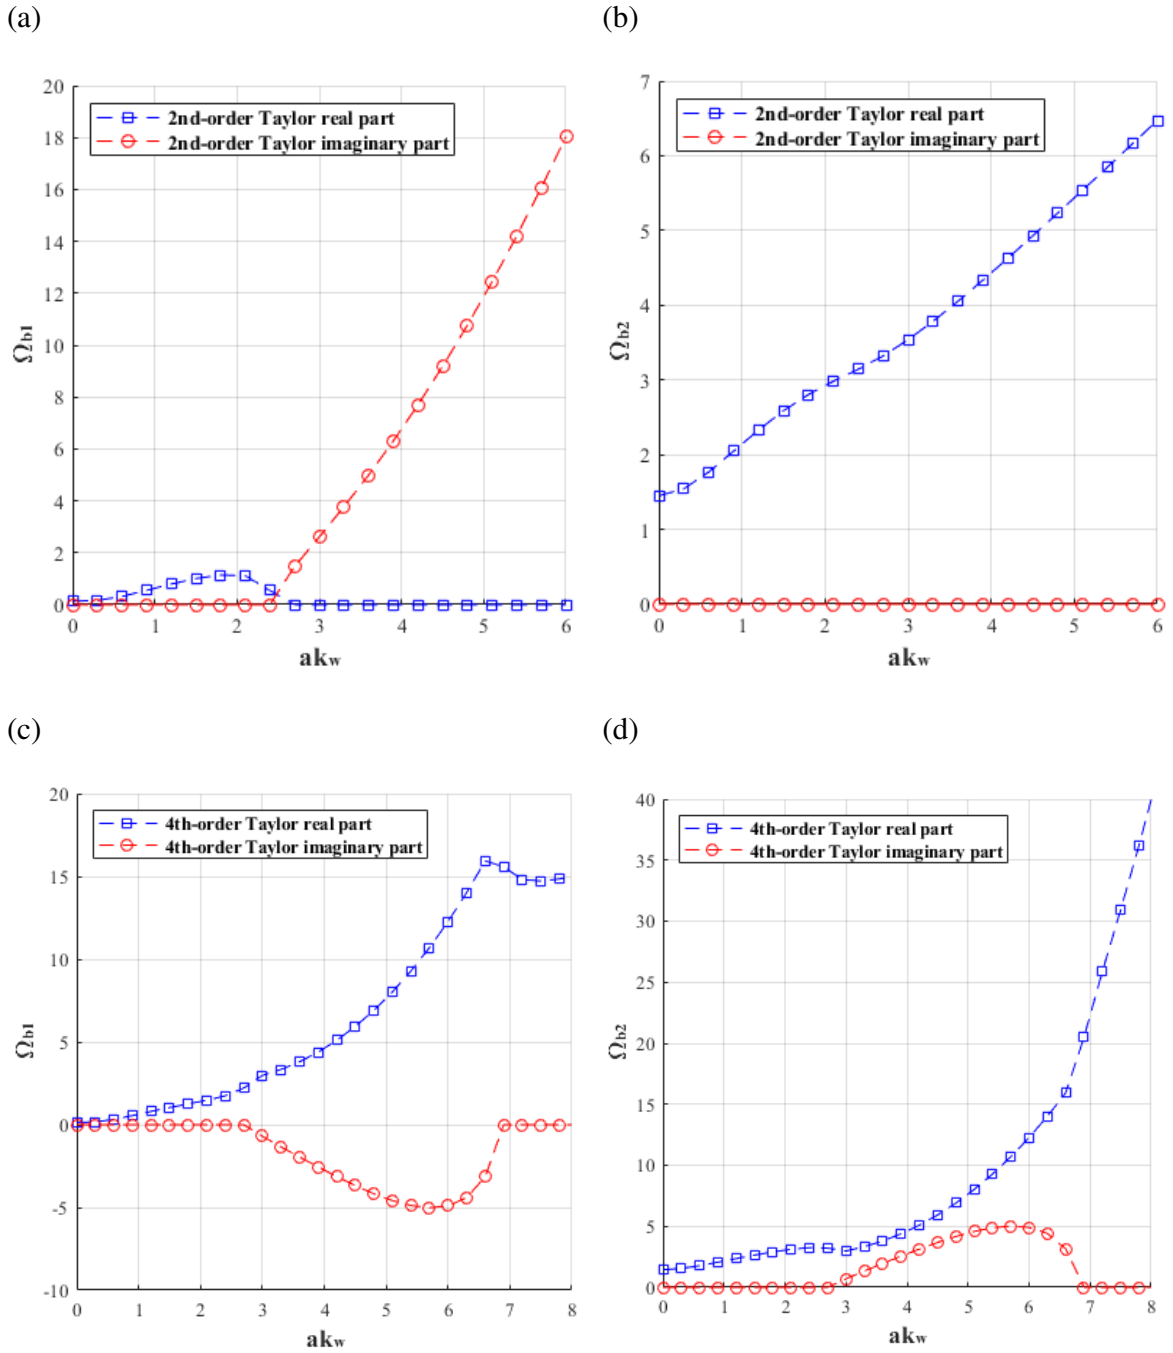 (a)
20
18
16
14
12
10
8
6
4
2
0
2nd-order Taylor real part
2nd-order Taylor imaginary part
Ωb1
0 1 2 3 4 5 6
akw
(b)
7
6
5
4
3
2
1
0
2nd-order Taylor real part
2nd-order Taylor imaginary part
Ωb2
0 1 2 3 4 5 6
akw
(c)
20
15
10
5
0
-5
-10
4th-order Taylor real part
4th-order Taylor imaginary part
Ωb1
0 1 2 3 4 5 6 7 8
akw
(d)
40
35
30
25
20
15
10
5
0
4th-order Taylor real part
4th-order Taylor imaginary part
Ωb2
0 1 2 3 4 5 6 7 8
akw